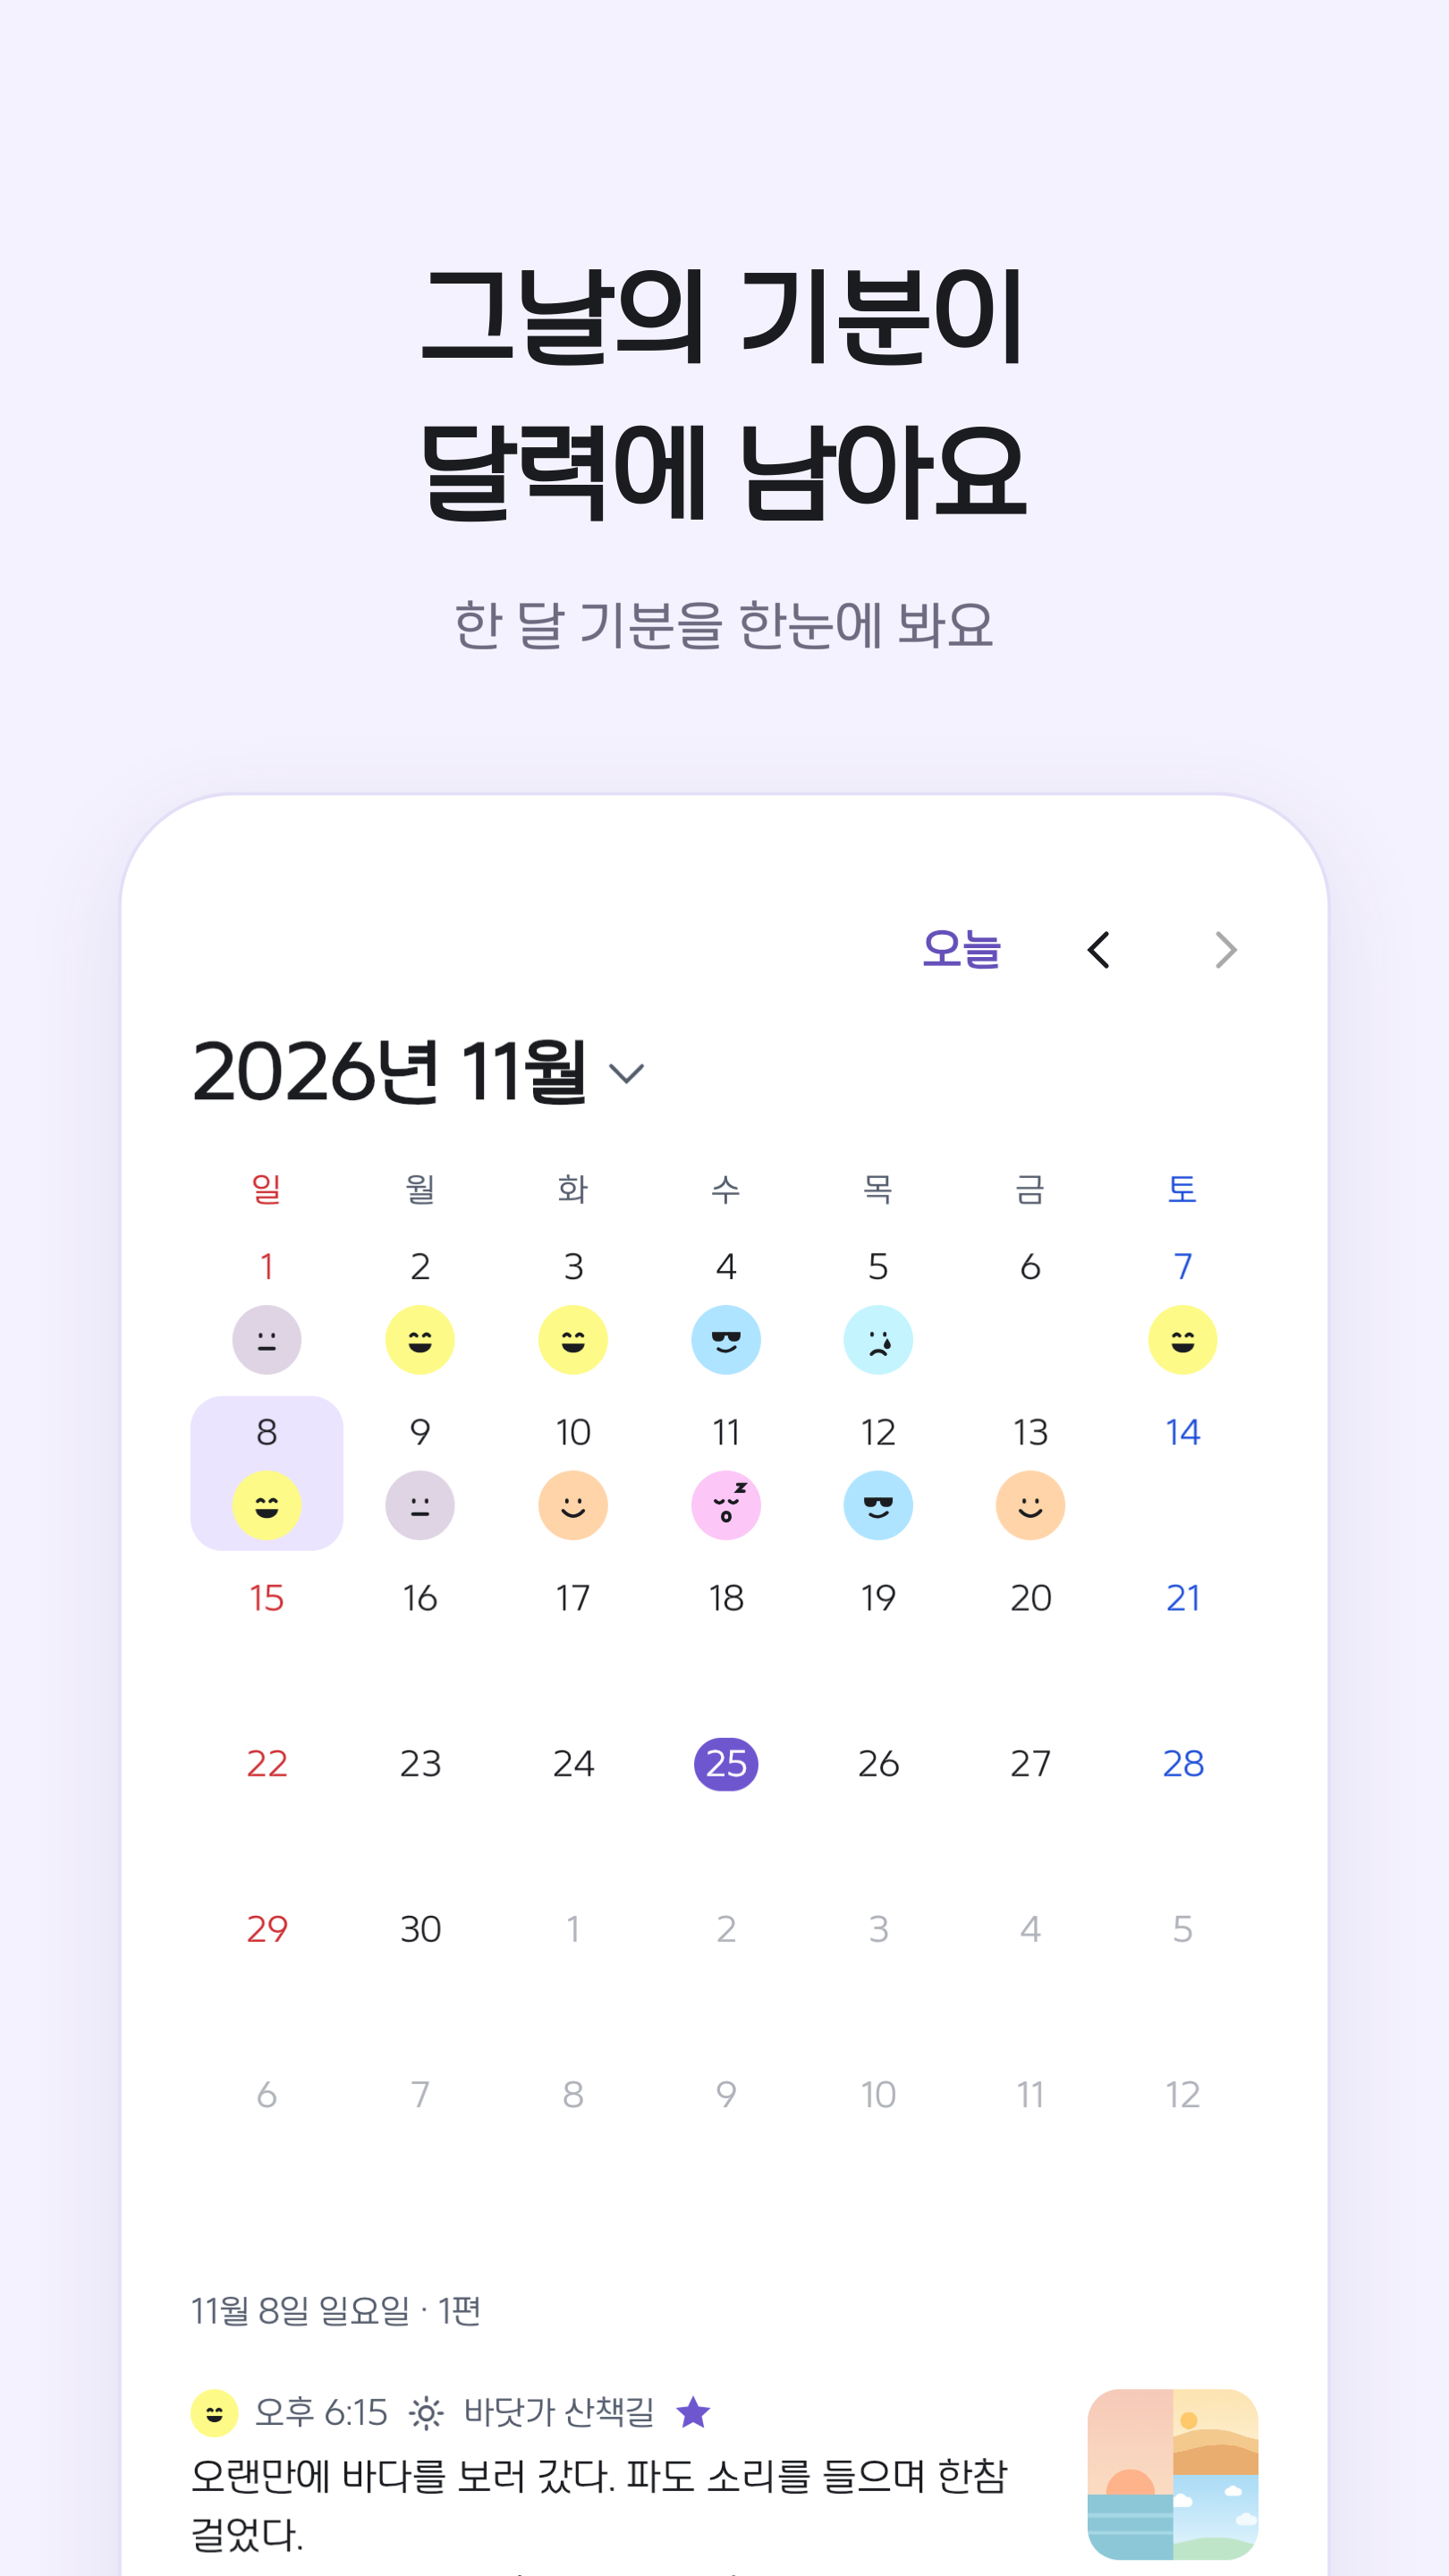 그날의 기분이
달력에 남아요
한 달 기분을 한눈에 봐요
오늘
2026년 11월
일 월 화 수 목 금 토
1 2 3 4 5 6 7
8 9 10 11 12 13 14
15 16 17 18 19 20 21
22 23 24 25 26 27 28
29 30 1 2 3 4 5
6 7 8 9 10 11 12
11월 8일 일요일 · 1편
오후 6:15 바닷가 산책길
오랜만에 바다를 보러 갔다. 파도 소리를 들으며 한참
걸었다.